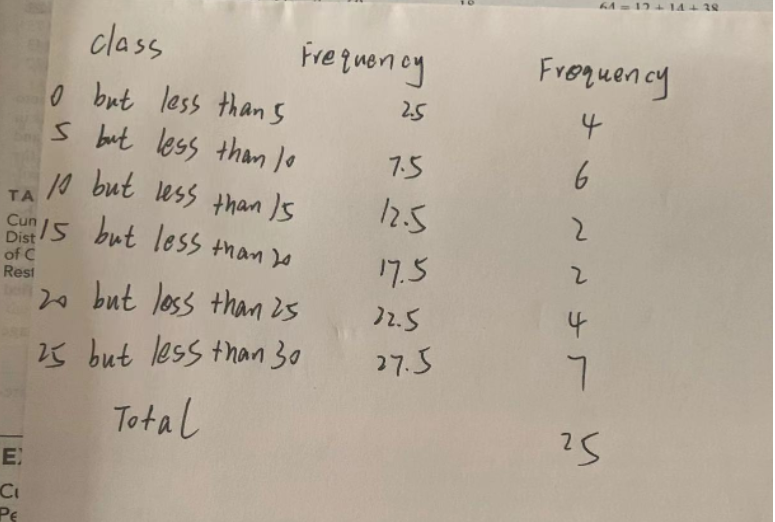 64 = 12 + 14 + 38
class Frequency Frequency
0 but less than 5 2.5 4
5 but less than 10 7.5 6
10 but less than 15 12.5 2
15 but less than 20 17.5 2
20 but less than 25 22.5 4
25 but less than 30 27.5 7
Total 25
TA
Cun
Dist
of C
Rest
E
Cu
Pe